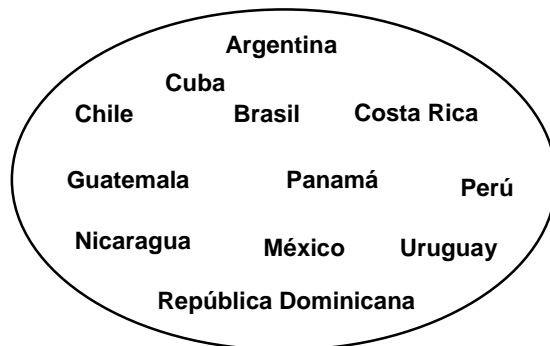 Argentina
Cuba
Chile Brasil Costa Rica
Guatemala Panamá Perú
Nicaragua México Uruguay
República Dominicana